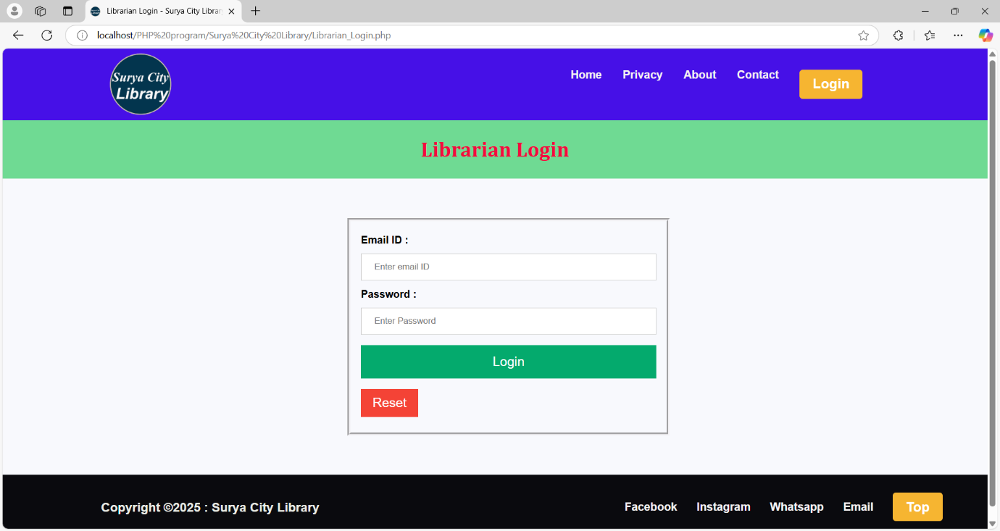 Librarian Login - Surya City Librar
localhost/PHP%20program/Surya%20City%20Library/Librarian_Login.php
Surya City
Library
Home Privacy About Contact Login
Librarian Login
Email ID :
Enter email ID
Password :
Enter Password
Login
Reset
Copyright ©2025 : Surya City Library Facebook Instagram Whatsapp Email Top